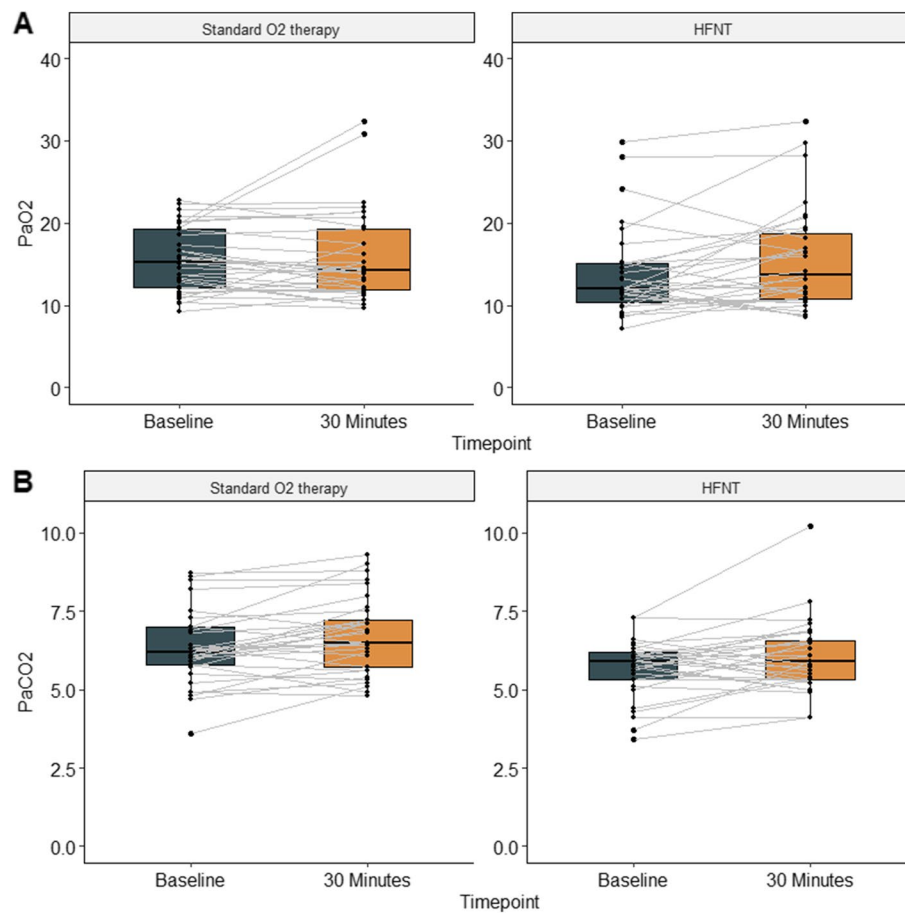 A
Standard O2 therapy
HFNT
PaO2
40
30
20
10
0
40
30
20
10
0
Baseline
30 Minutes
Baseline
30 Minutes
Timepoint
B
Standard O2 therapy
HFNT
PaCO2
10.0
7.5
5.0
2.5
0.0
10.0
7.5
5.0
2.5
0.0
Baseline
30 Minutes
Baseline
30 Minutes
Timepoint